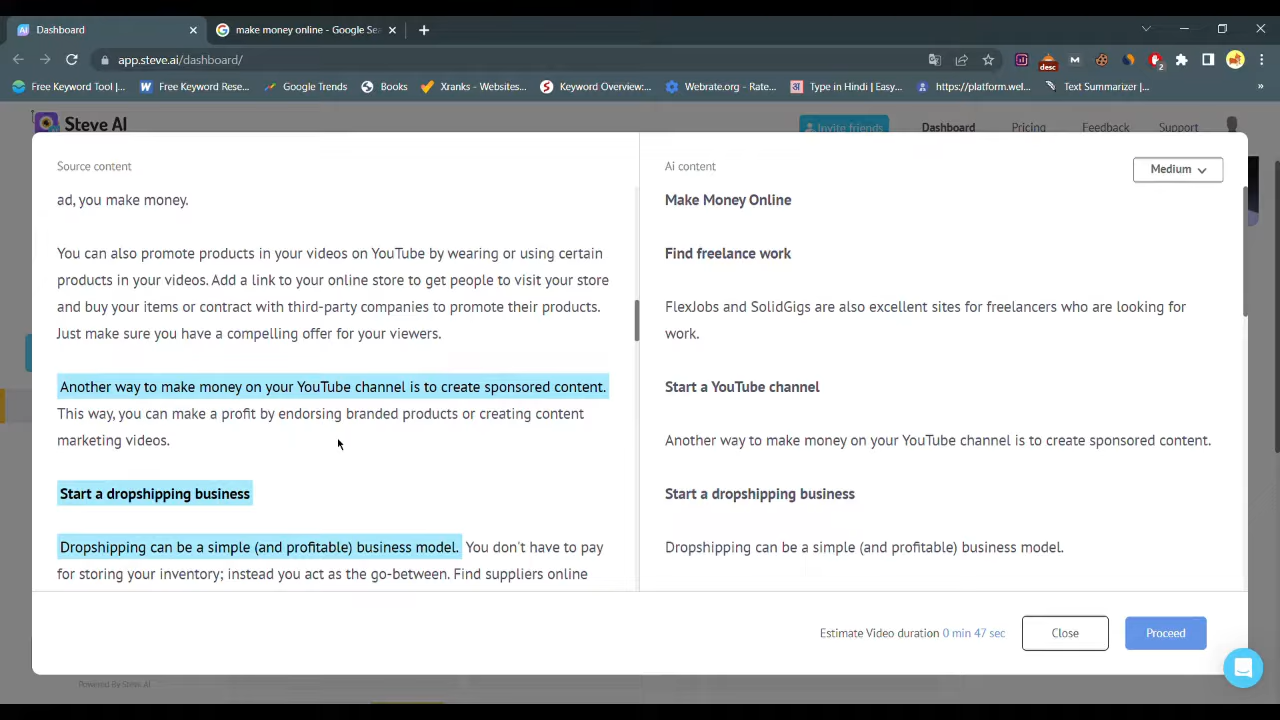 Dashboard
make money online - Google Sea
app.steve.ai/dashboard/
desc
2
Free Keyword Tool |...
Free Keyword Rese...
Google Trends
Books
Xranks - Websites...
Keyword Overview:...
Webrate.org - Rate...
Type in Hindi | Easy...
https://platform.wel...
Text Summarizer |...
»
Steve AI
Invite friends
Dashboard
Pricing
Feedback
Support
Source content
ad, you make money.
You can also promote products in your videos on YouTube by wearing or using certain
products in your videos. Add a link to your online store to get people to visit your store
and buy your items or contract with third-party companies to promote their products.
Just make sure you have a compelling offer for your viewers.
Another way to make money on your YouTube channel is to create sponsored content.
This way, you can make a profit by endorsing branded products or creating content
marketing videos.
Start a dropshipping business
Dropshipping can be a simple (and profitable) business model. You don't have to pay
for storing your inventory; instead you act as the go-between. Find suppliers online
Ai content
Medium
Make Money Online
Find freelance work
FlexJobs and SolidGigs are also excellent sites for freelancers who are looking for
work.
Start a YouTube channel
Another way to make money on your YouTube channel is to create sponsored content.
Start a dropshipping business
Dropshipping can be a simple (and profitable) business model.
Estimate Video duration 0 min 47 sec
Close
Proceed
Powered By Steve AI